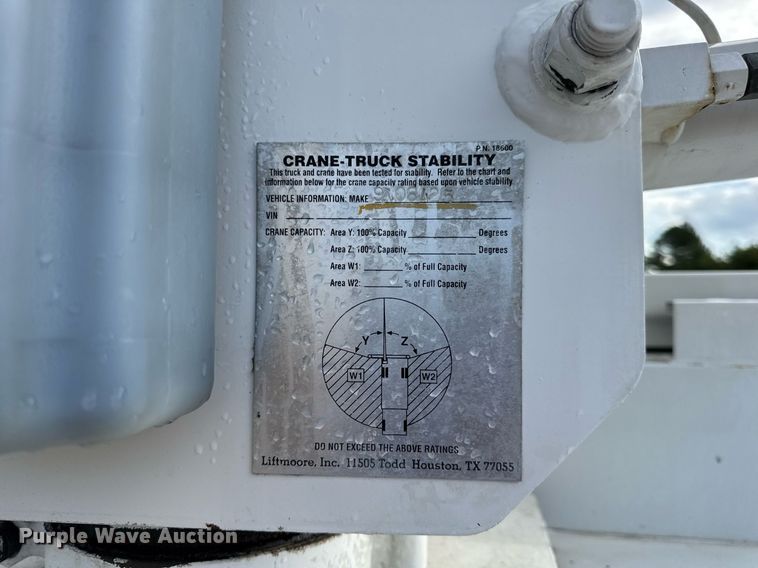 P.N. 18600
CRANE-TRUCK STABILITY
This truck and crane have been tested for stability. Refer to the chart and
information below for the crane capacity rating based upon vehicle stability
VEHICLE INFORMATION: MAKE
VIN
CRANE CAPACITY: Area Y: 100% Capacity Degrees
Area Z: 100% Capacity Degrees
Area W1: % of Full Capacity
Area W2: % of Full Capacity
Y Z
W1 W2
DO NOT EXCEED THE ABOVE RATINGS
Liftmoore, Inc. 11505 Todd Houston, TX 77055
Purple Wave Auction